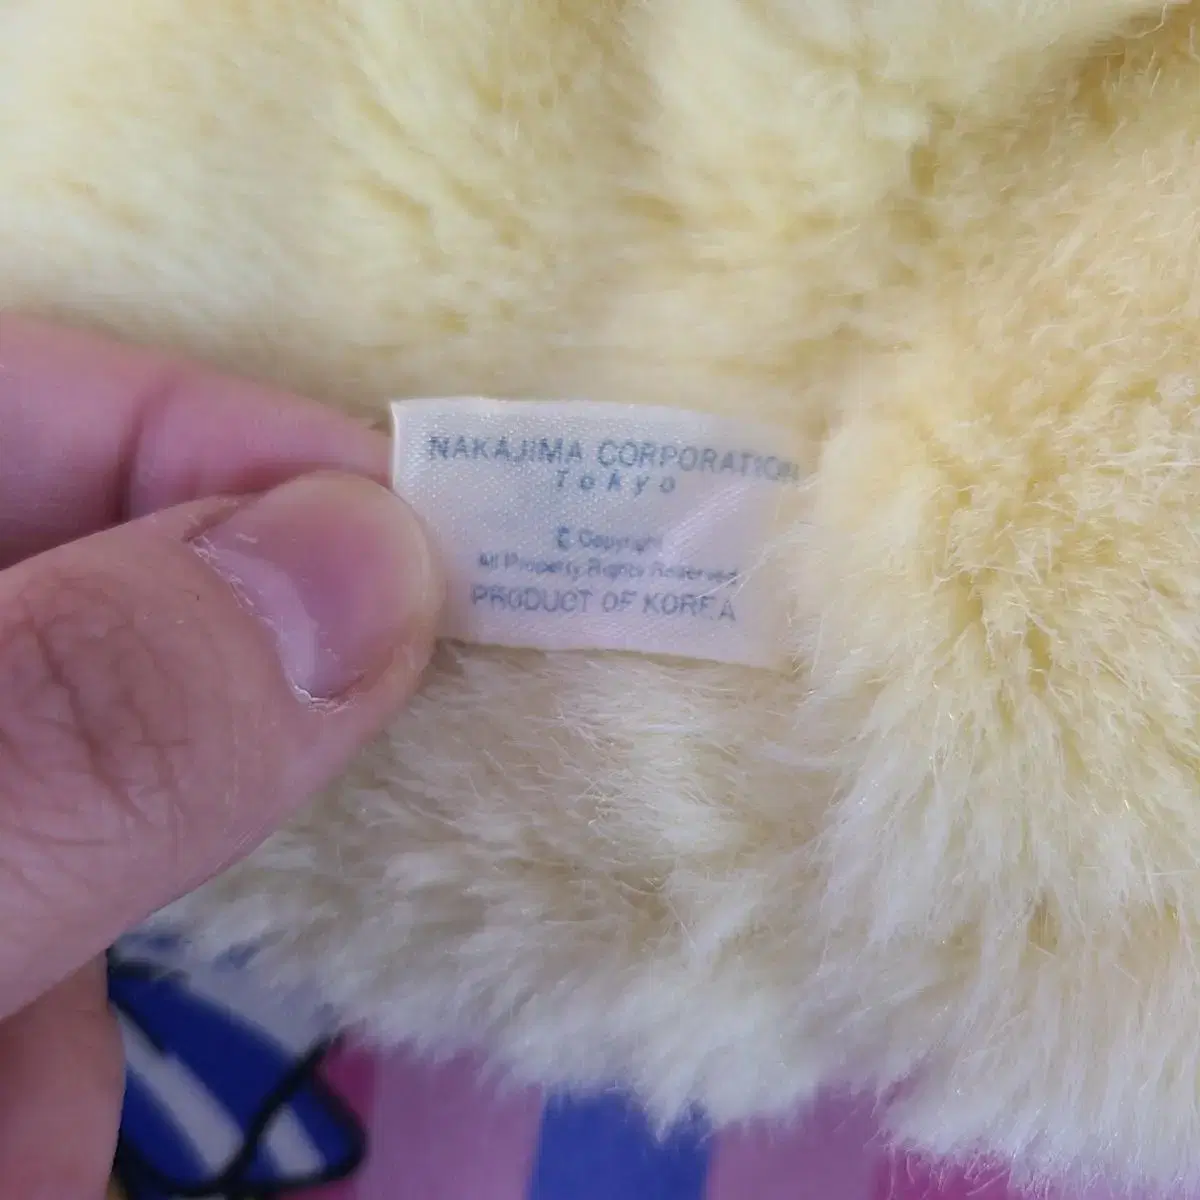 NAKAJIMA CORPORATION
Tokyo
© Copyright
All Property Rights Reserved
PRODUCT OF KOREA